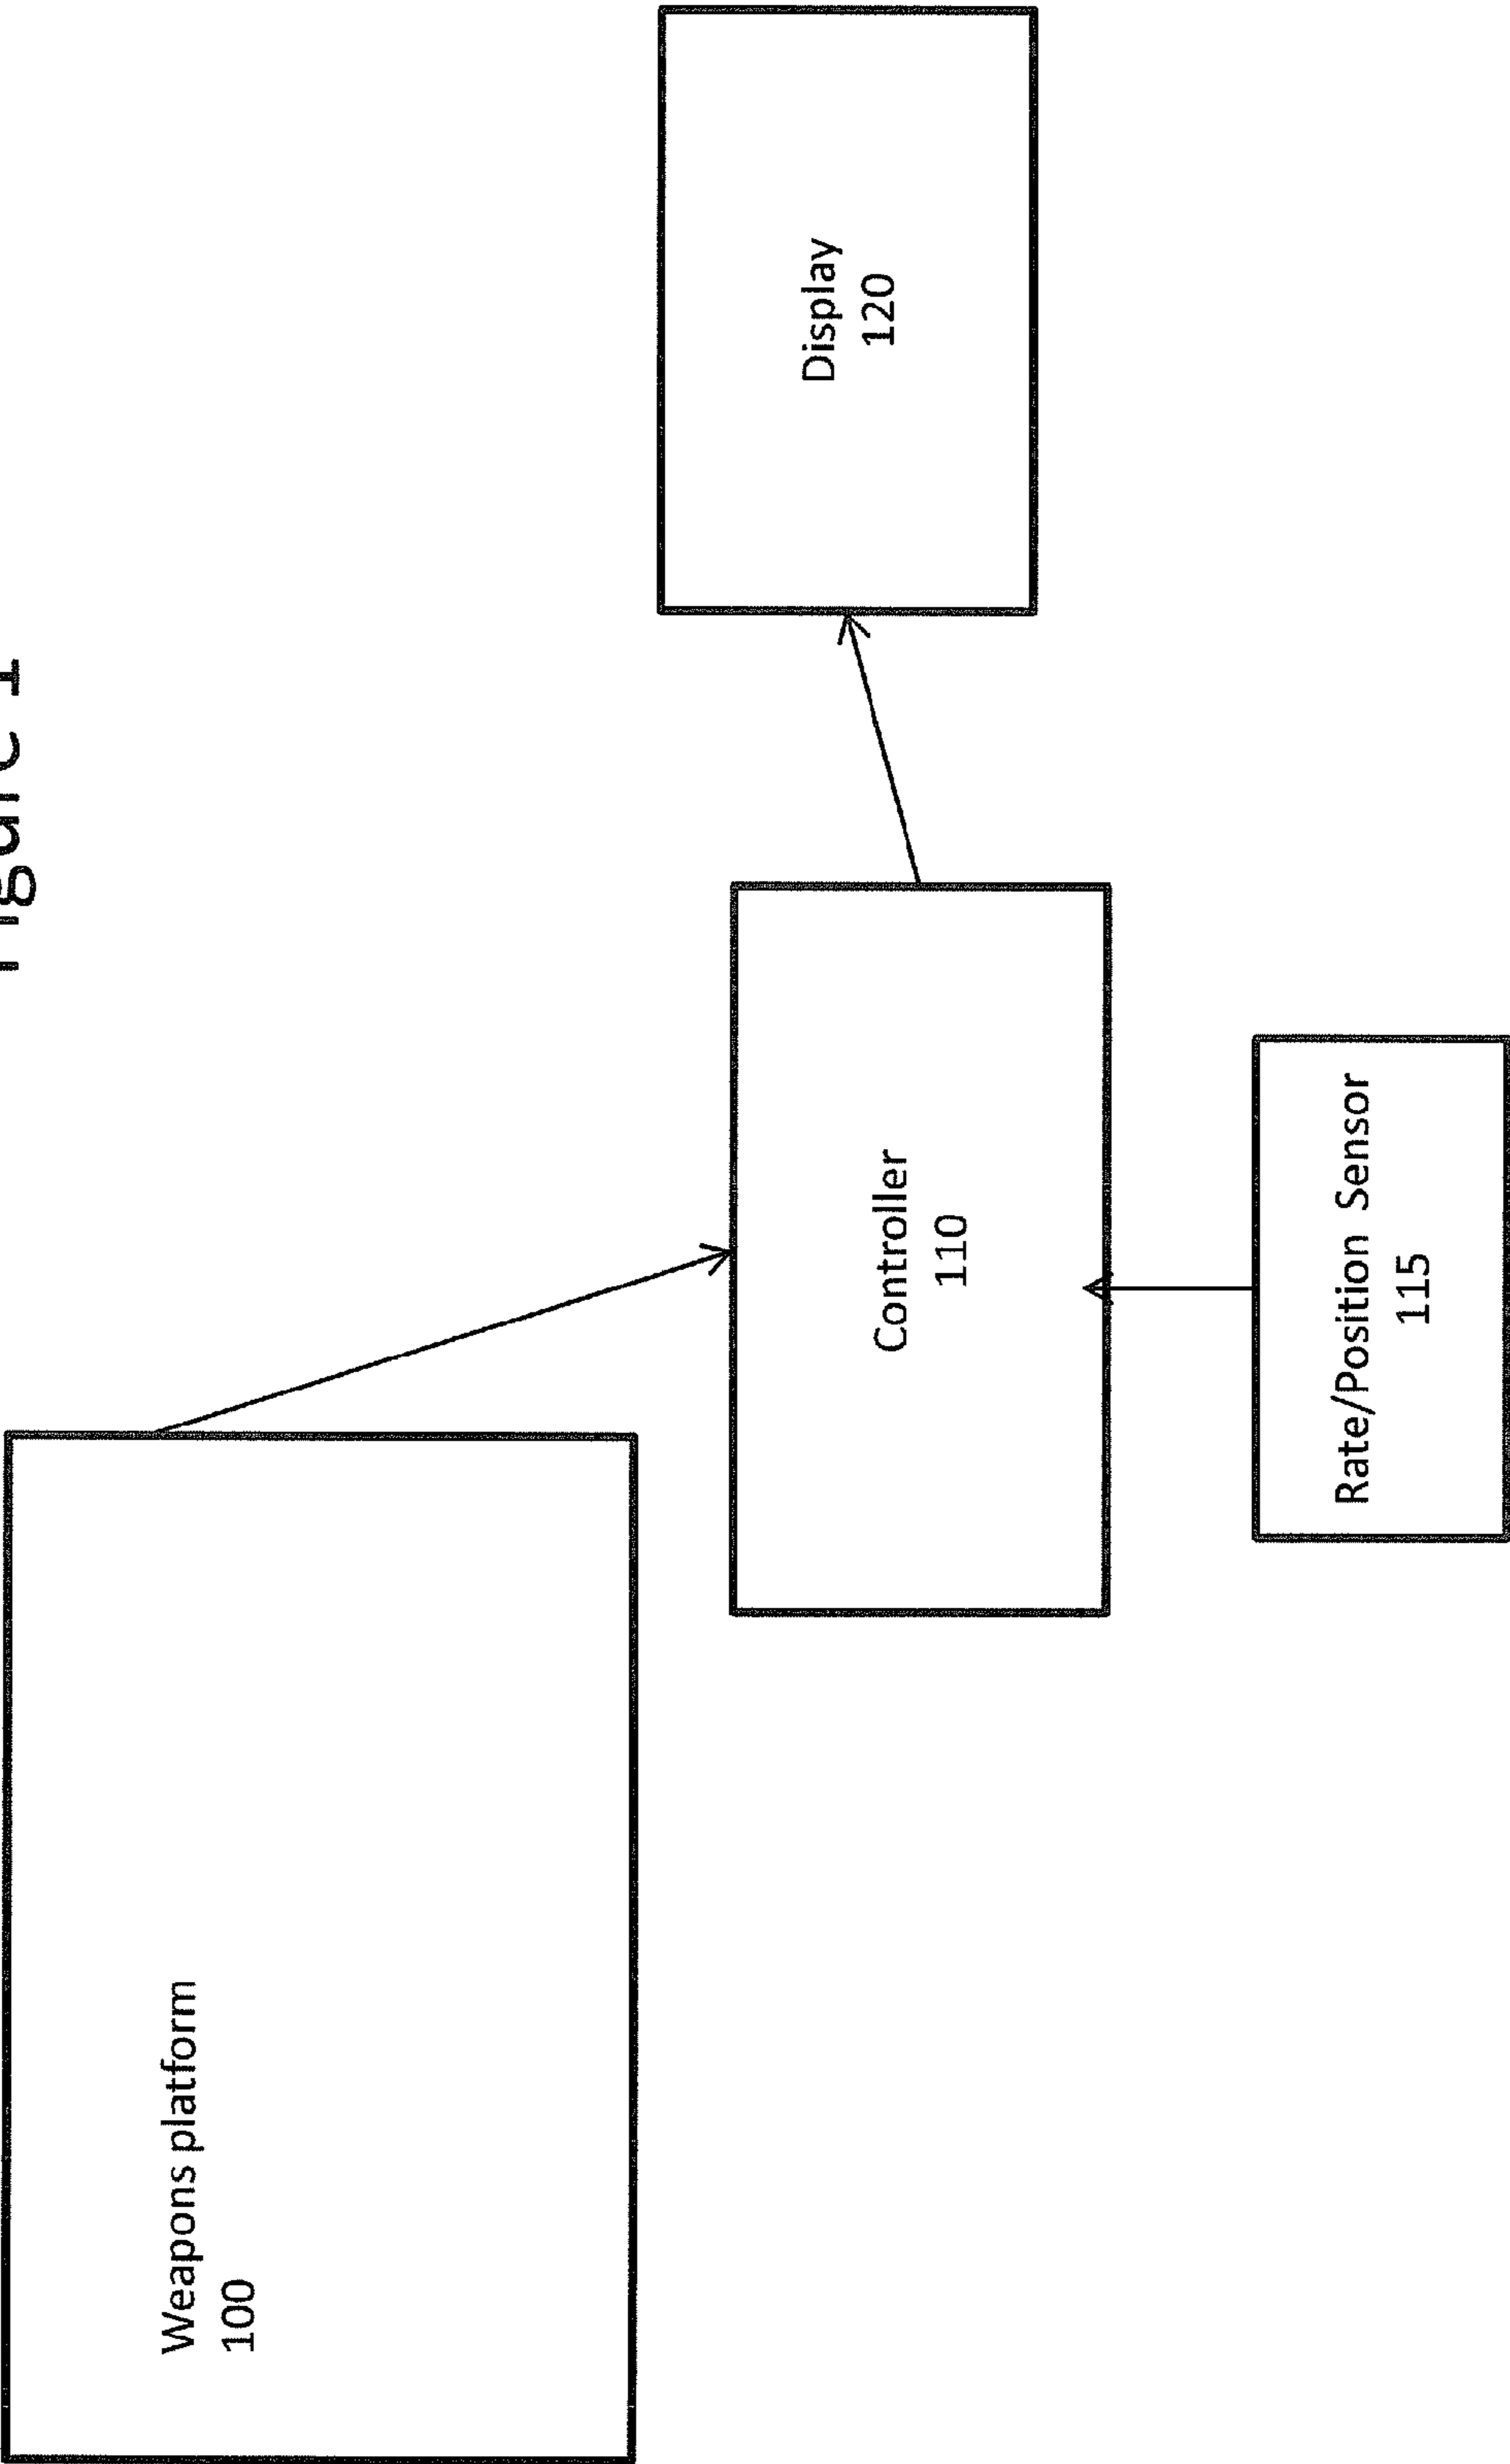 Figure 1
Weapons platform
100
Controller
110
Display
120
Rate/Position Sensor
115